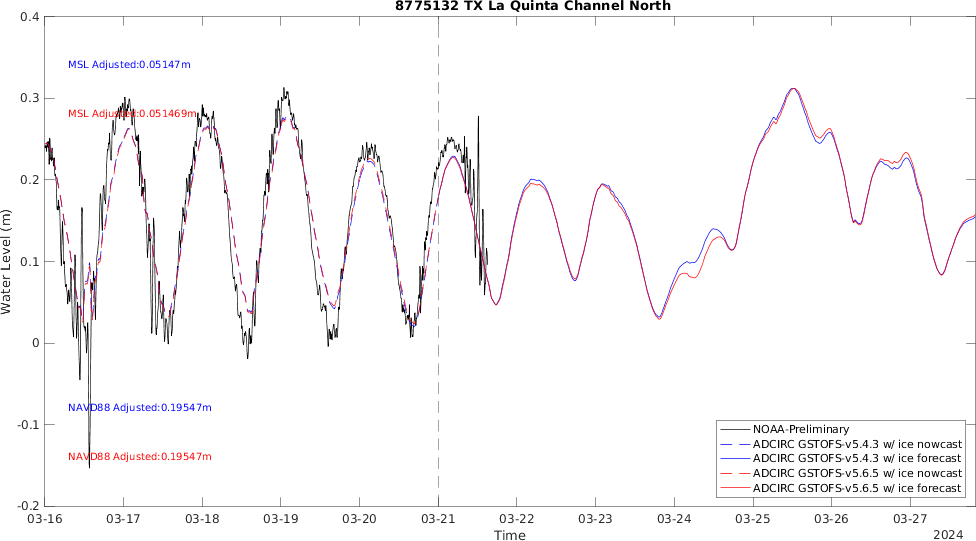 8775132 TX La Quinta Channel North
0.4
0.3
0.2
0.1
0
-0.1
-0.2
Water Level (m)
MSL Adjusted:0.05147m
MSL Adjusted:0.051469m
NAVD88 Adjusted:0.19547m
NAVD88 Adjusted:0.19547m
NOAA-Preliminary
ADCIRC GSTOFS-v5.4.3 w/ ice nowcast
ADCIRC GSTOFS-v5.4.3 w/ ice forecast
ADCIRC GSTOFS-v5.6.5 w/ ice nowcast
ADCIRC GSTOFS-v5.6.5 w/ ice forecast
03-16 03-17 03-18 03-19 03-20 03-21 03-22 03-23 03-24 03-25 03-26 03-27
Time
2024